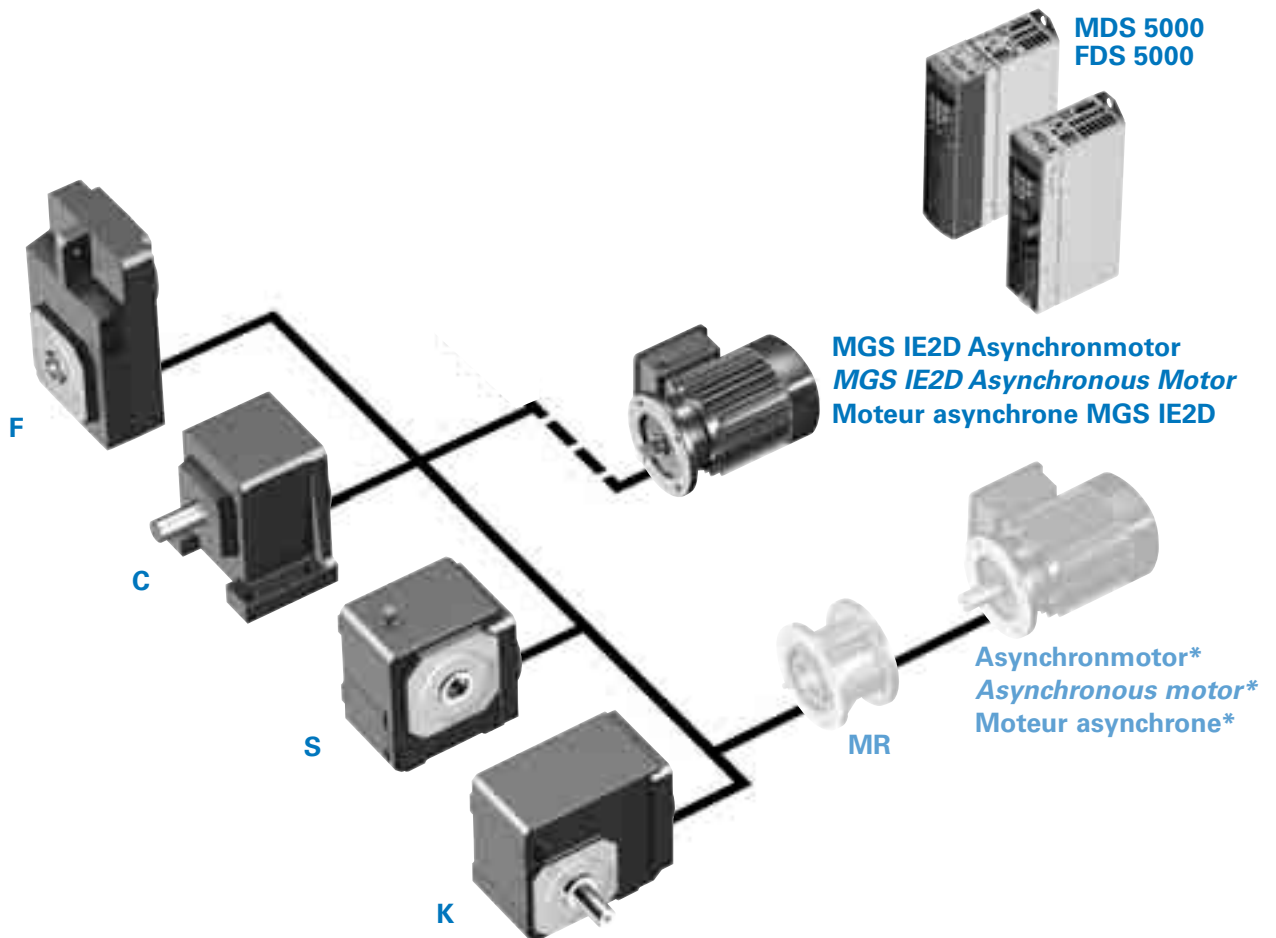 MDS 5000
FDS 5000
MGS IE2D Asynchronmotor
MGS IE2D Asynchronous Motor
Moteur asynchrone MGS IE2D
F
C
S
K
MR
Asynchronmotor*
Asynchronous motor*
Moteur asynchrone*